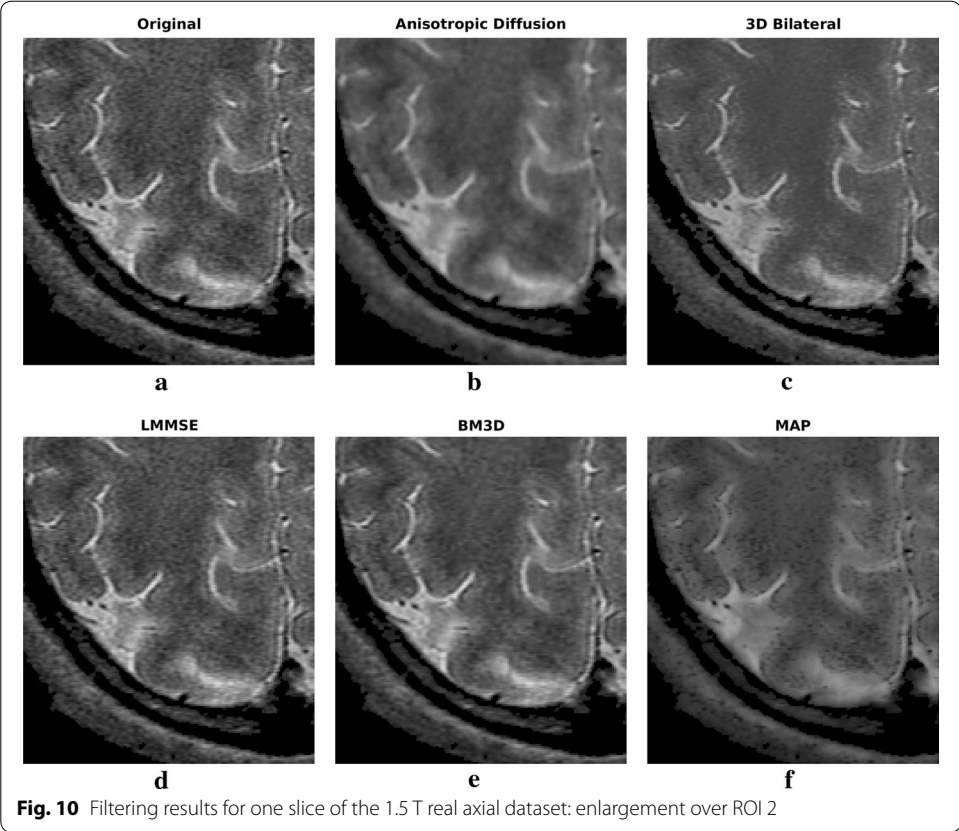 Original
Anisotropic Diffusion
3D Bilateral
a
b
c
LMMSE
BM3D
MAP
d
e
f
Fig. 10 Filtering results for one slice of the 1.5 T real axial dataset: enlargement over ROI 2